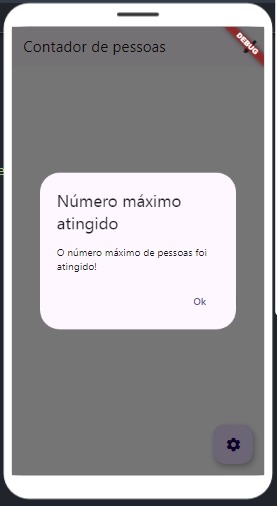 Contador de pessoas
DEBUG
Número máximo
atingido
O número máximo de pessoas foi
atingido!
Ok